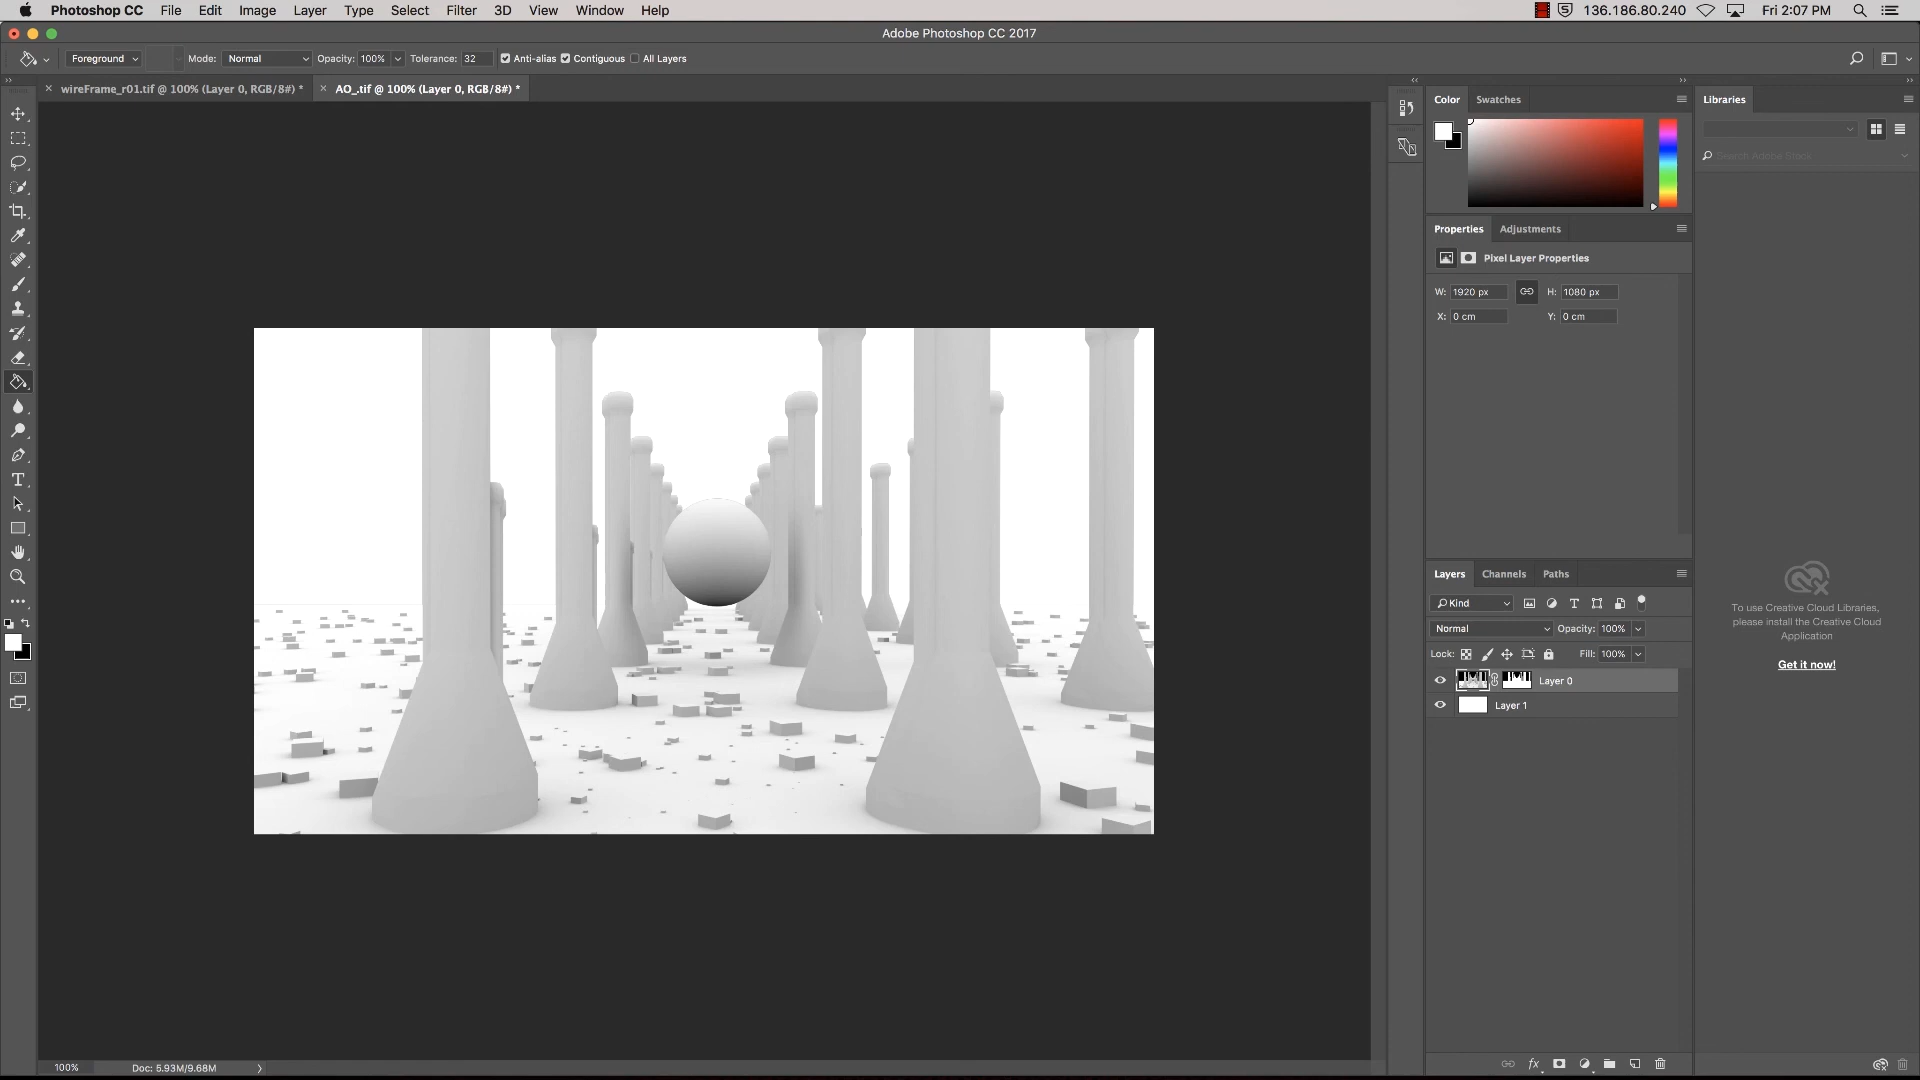 Photoshop CC File Edit Image Layer Type Select Filter 3D View Window Help 136.186.80.240 Fri 2:07 PM
Adobe Photoshop CC 2017
Foreground Mode: Normal Opacity: 100% Tolerance: 32 Anti-alias Contiguous All Layers
wireFrame_r01.tif @ 100% (Layer 0, RGB/8#) * AO_.tif @ 100% (Layer 0, RGB/8#) *
Color Swatches
Libraries
Search Adobe Stock
Properties Adjustments
Pixel Layer Properties
W: 1920 px H: 1080 px
X: 0 cm Y: 0 cm
Layers Channels Paths
Kind
Normal Opacity: 100%
Lock: Fill: 100%
Layer 0
Layer 1
To use Creative Cloud Libraries,
please install the Creative Cloud
Application
Get it now!
100% Doc: 5.93M/9.68M